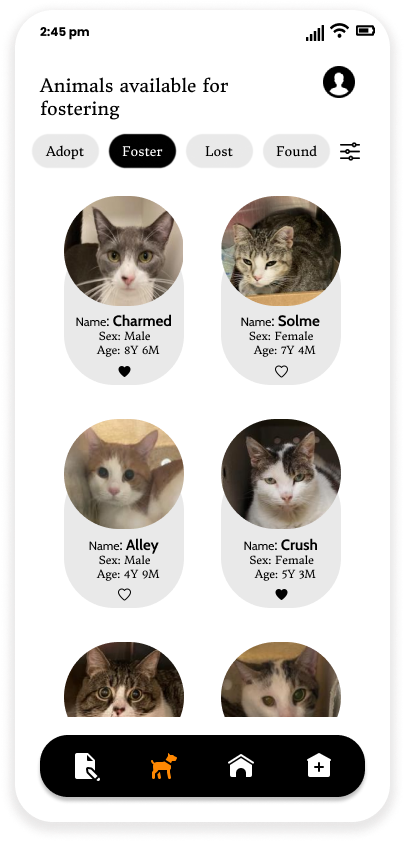 2:45 pm
Animals available for
fostering
Adopt
Foster
Lost
Found
Name: Charmed
Sex: Male
Age: 8Y 6M
Name: Solme
Sex: Female
Age: 7Y 4M
Name: Alley
Sex: Male
Age: 4Y 9M
Name: Crush
Sex: Female
Age: 5Y 3M